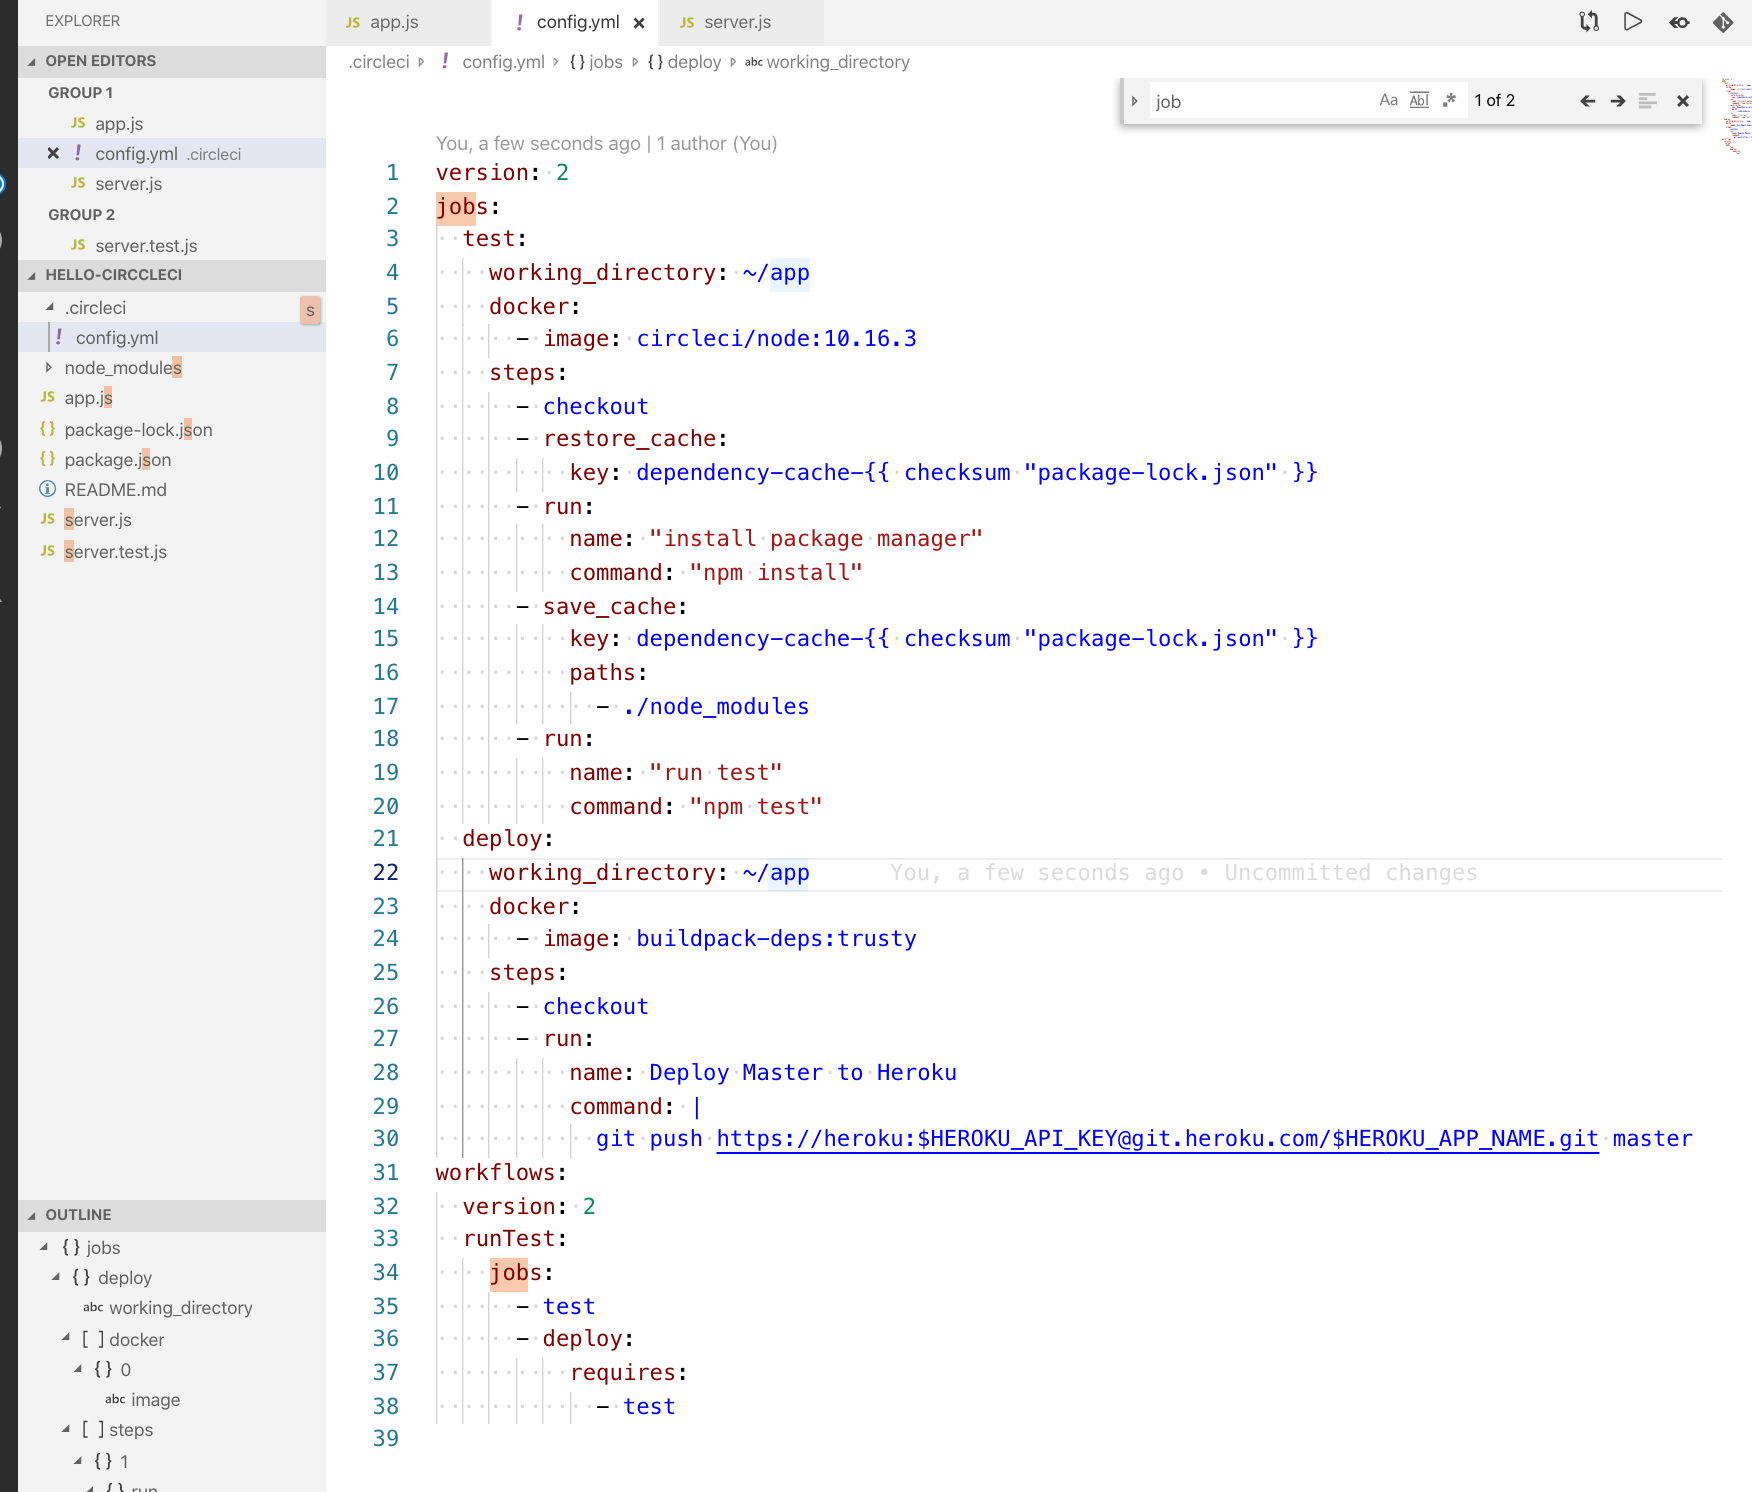 EXPLORER
OPEN EDITORS
GROUP 1
JS app.js
config.yml .circleci
JS server.js
GROUP 2
JS server.test.js
HELLO-CIRCCLECI
.circleci s
! config.yml
node_modules
JS app.js
{} package-lock.json
{} package.json
README.md
JS server.js
JS server.test.js
OUTLINE
{} jobs
{} deploy
abc working_directory
[ ] docker
{} 0
abc image
[ ] steps
{} 1
{} run
JS app.js ! config.yml JS server.js
.circleci ! config.yml {} jobs {} deploy abc working_directory
job Aa Abl .* 1 of 2
You, a few seconds ago | 1 author (You)
1 version: 2
2 jobs:
3   test:
4     working_directory: ~/app
5     docker:
6       - image: circleci/node:10.16.3
7     steps:
8       - checkout
9       - restore_cache:
10           key: dependency-cache-{{ checksum "package-lock.json" }}
11       - run:
12           name: "install package manager"
13           command: "npm install"
14       - save_cache:
15           key: dependency-cache-{{ checksum "package-lock.json" }}
16           paths:
17             - ./node_modules
18       - run:
19           name: "run test"
20           command: "npm test"
21   deploy:
22     working_directory: ~/app You, a few seconds ago • Uncommitted changes
23     docker:
24       - image: buildpack-deps:trusty
25     steps:
26       - checkout
27       - run:
28           name: Deploy Master to Heroku
29           command: |
30             git push https://heroku:$HEROKU_API_KEY@git.heroku.com/$HEROKU_APP_NAME.git master
31 workflows:
32   version: 2
33   runTest:
34     jobs:
35       - test
36       - deploy:
37           requires:
38             - test
39